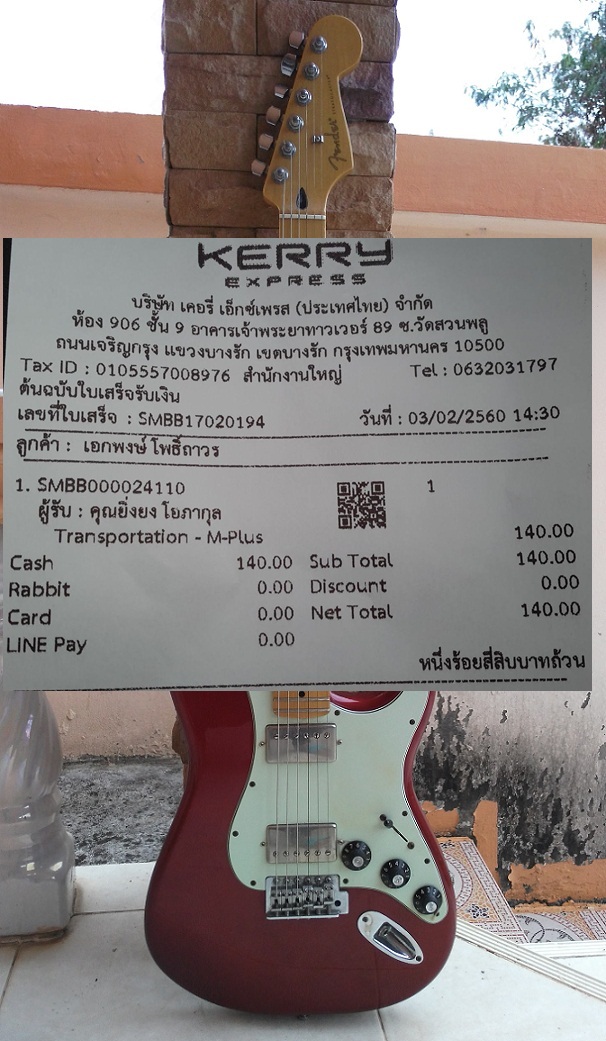 Fender
KERRY
EXPRESS
บริษัท เคอรี่ เอ็กซ์เพรส (ประเทศไทย) จำกัด
ห้อง 906 ชั้น 9 อาคารเจ้าพระยาทาวเวอร์ 89 ซ.วัดสวนพลู
ถนนเจริญกรุง แขวงบางรัก เขตบางรัก กรุงเทพมหานคร 10500
Tax ID : 0105557008976 สำนักงานใหญ่ Tel : 0632031797
ต้นฉบับใบเสร็จรับเงิน
เลขที่ใบเสร็จ : SMBB17020194 วันที่ : 03/02/2560 14:30
ลูกค้า : เอกพงษ์ โพธิ์ถาวร
1. SMBB000024110 1
ผู้รับ : คุณยิ่งยง โยภากุล
Transportation - M-Plus 140.00
Cash 140.00 Sub Total 140.00
Rabbit 0.00 Discount 0.00
Card 0.00 Net Total 140.00
LINE Pay 0.00
หนึ่งร้อยสี่สิบบาทถ้วน